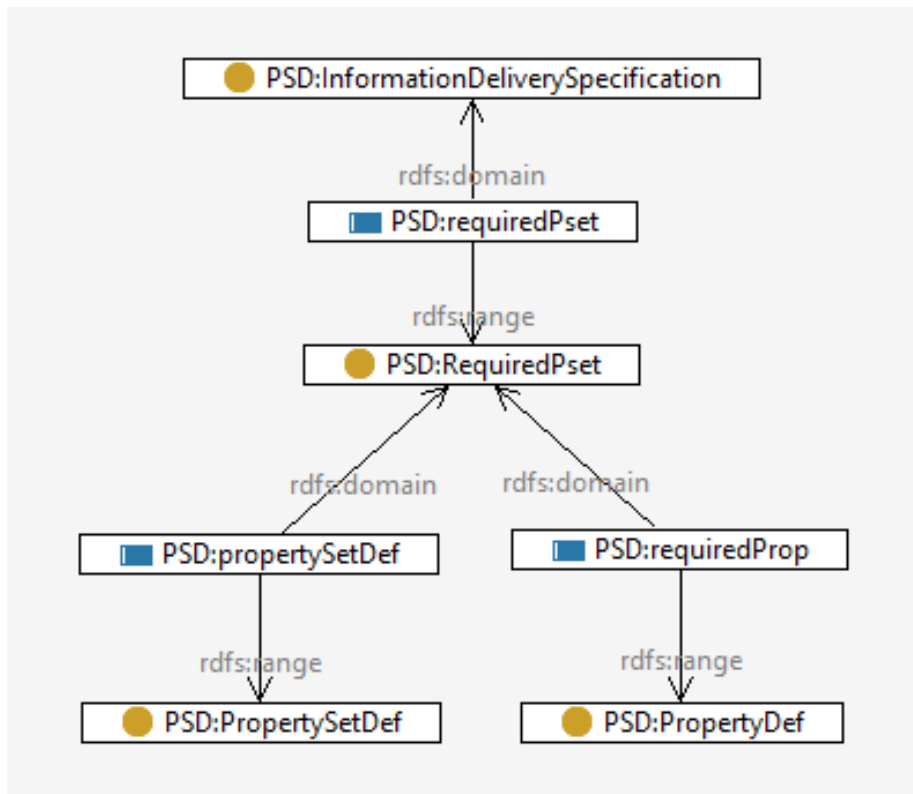 PSD:InformationDeliverySpecification
rdfs:domain
PSD:requiredPset
rdfs:range
PSD:RequiredPset
rdfs:domain
rdfs:domain
PSD:propertySetDef
PSD:requiredProp
rdfs:range
rdfs:range
PSD:PropertySetDef
PSD:PropertyDef